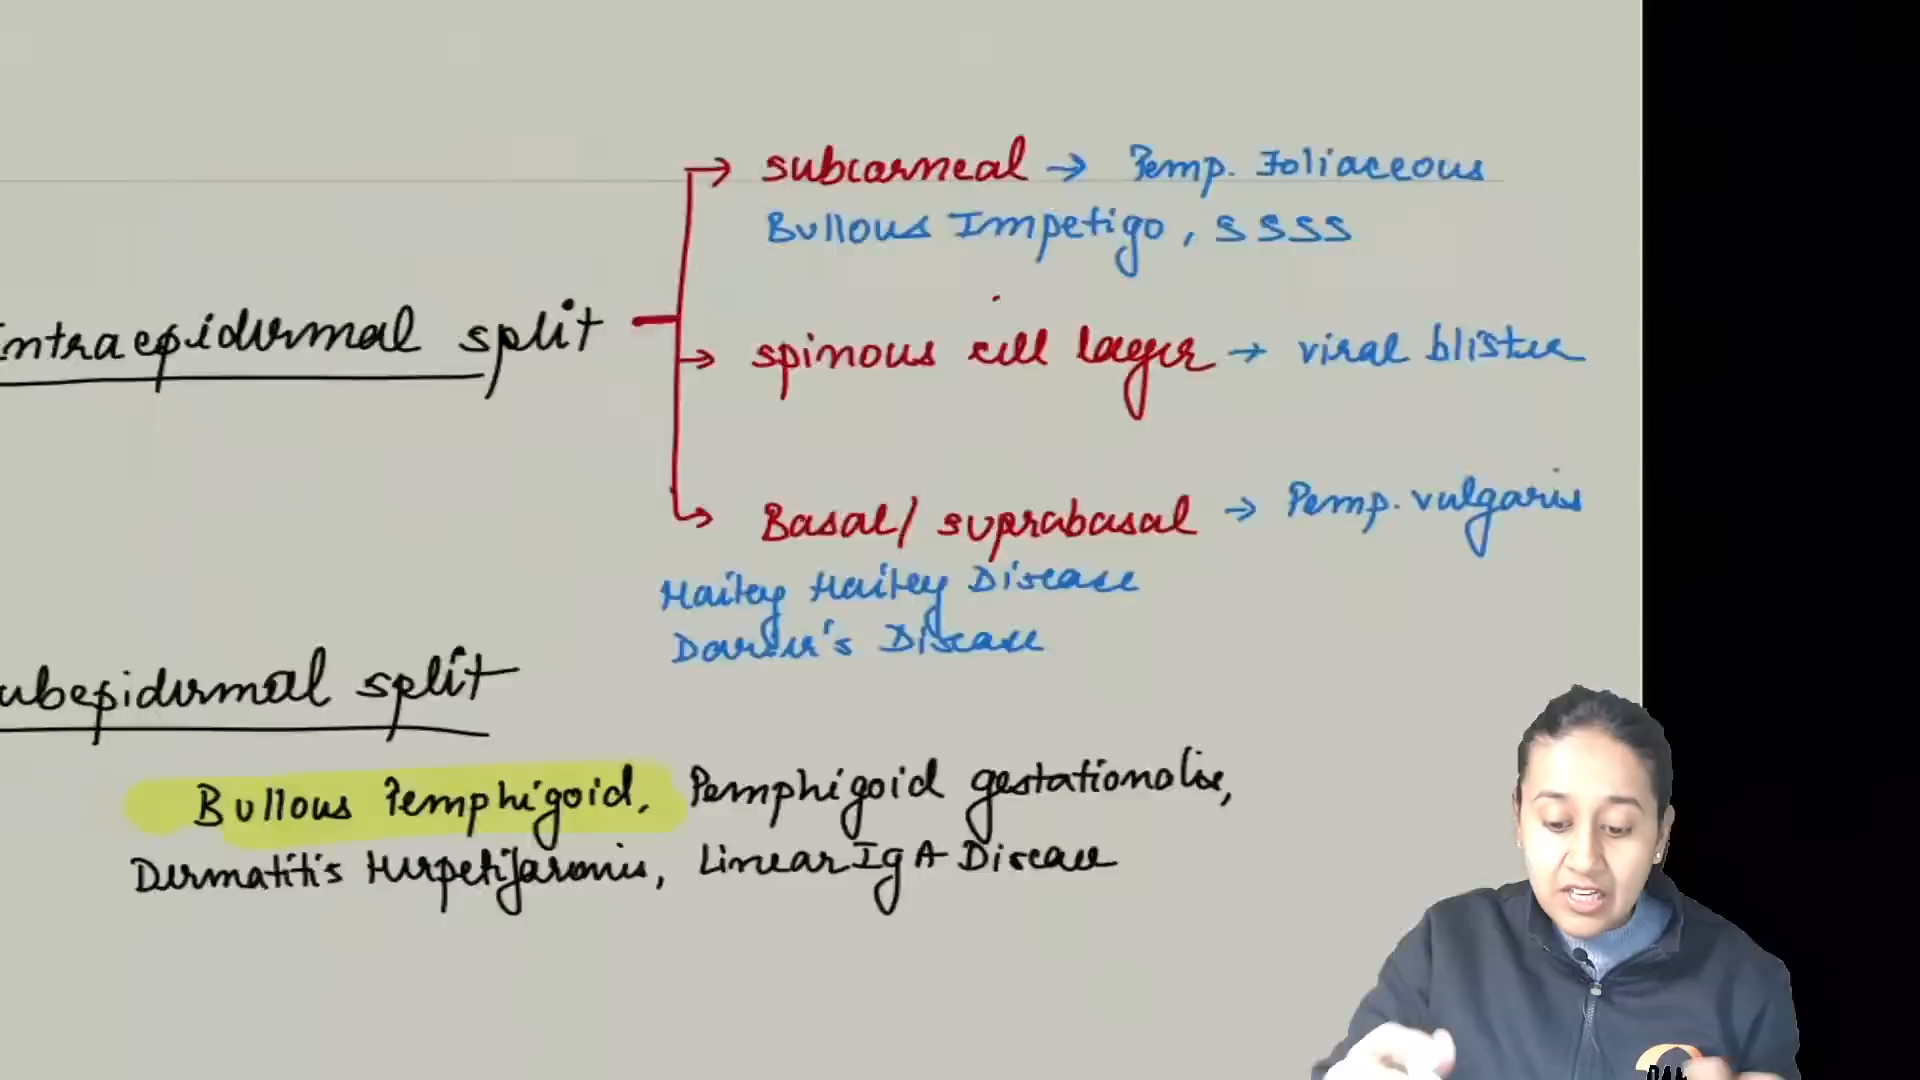 subcorneal → Pemp. Foliaceous
Bullous Impetigo, SSSS
intraepidermal split
spinous cell layer → viral blister
Basal/ suprabasal → Pemp. vulgaris
Hailey Hailey Disease
Darier's Disease
ubepidermal split
Bullous Pemphigoid, Pemphigoid gestationalis,
Dermatitis Herpetiformis, Linear IgA Disease